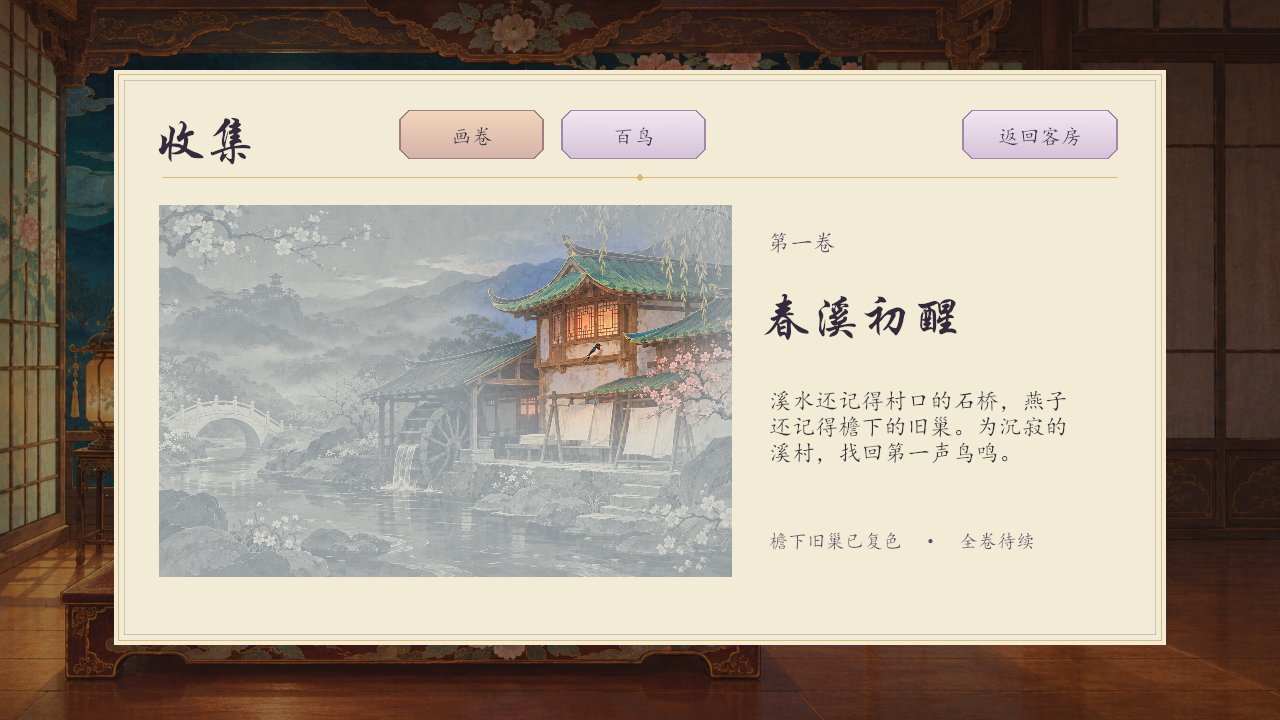 收集
画卷
百鸟
返回客房
第一卷
春溪初醒
溪水还记得村口的石桥，燕子
还记得檐下的旧巢。为沉寂的
溪村，找回第一声鸟鸣。
檐下旧巢已复色 • 全卷待续